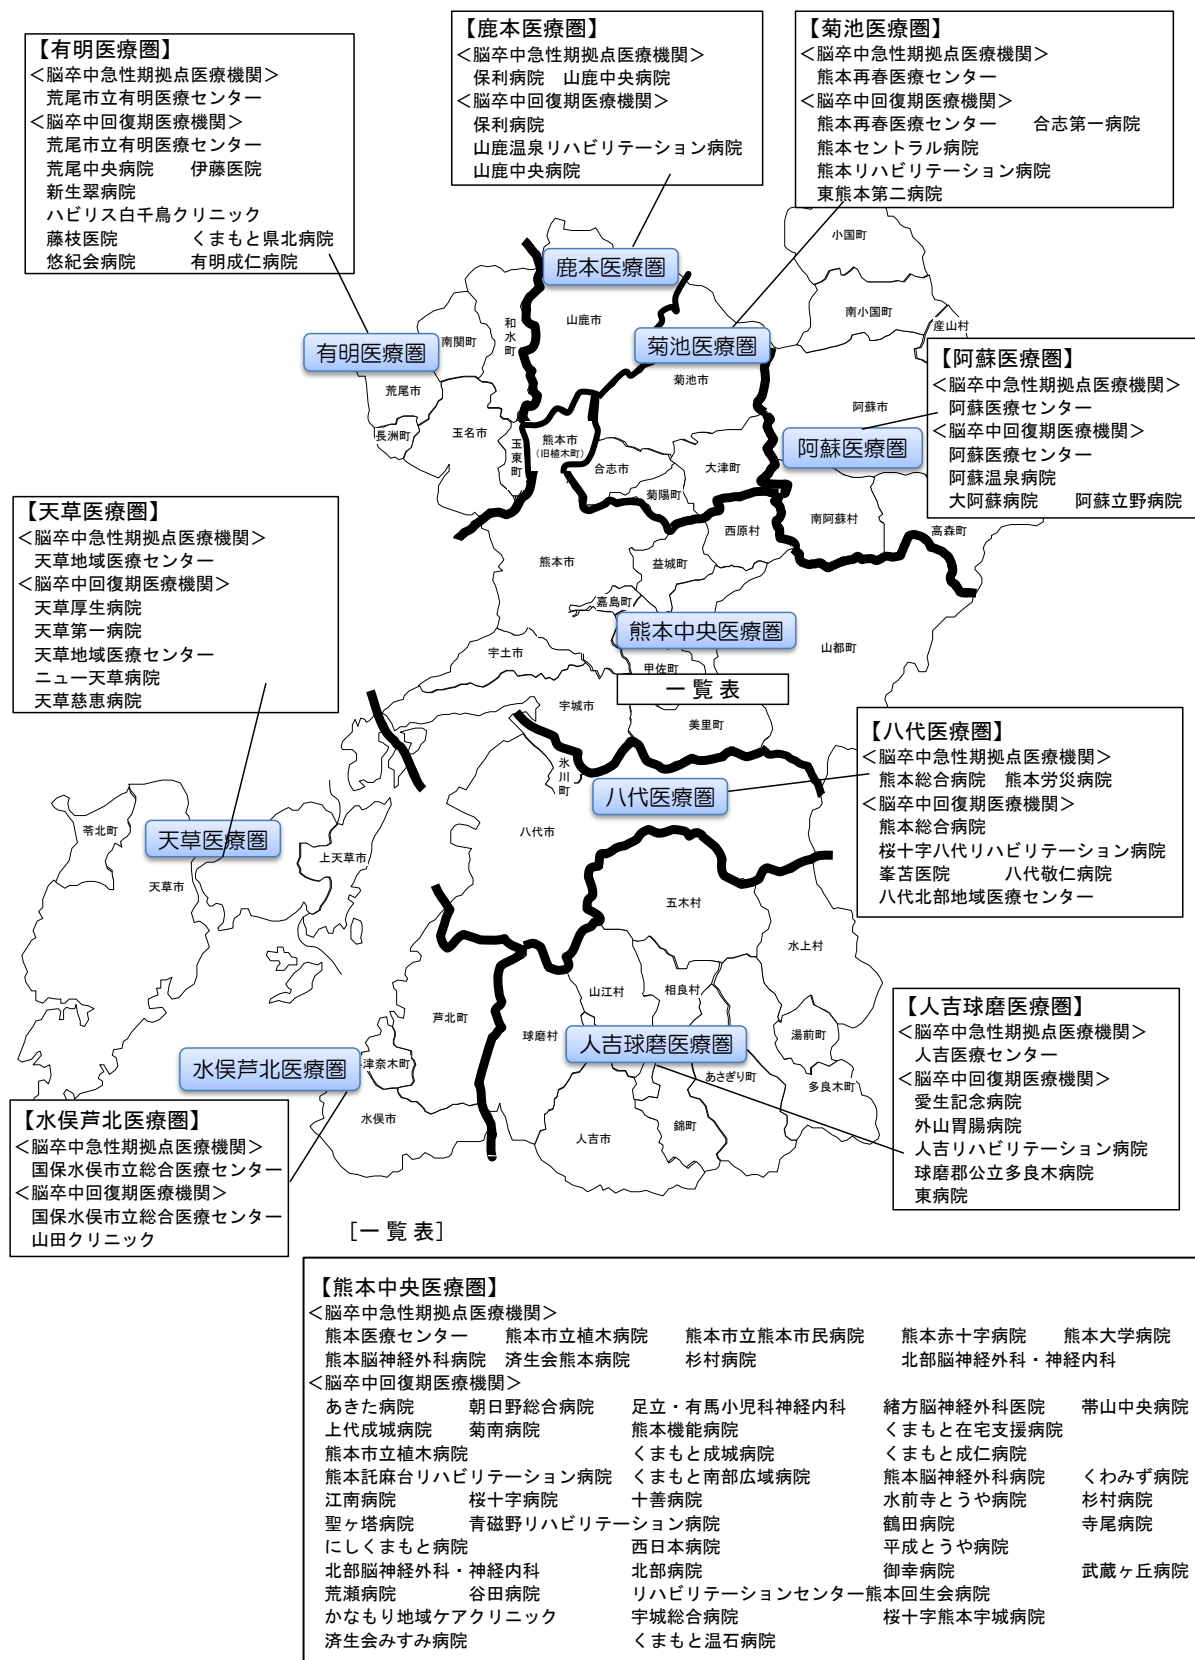 【有明医療圏】
＜脳卒中急性期拠点医療機関＞
荒尾市立有明医療センター
＜脳卒中回復期医療機関＞
荒尾市立有明医療センター
荒尾中央病院　伊藤医院
新生翠病院
ハビリス白千鳥クリニック
藤枝医院　くまもと県北病院
悠紀会病院　有明成仁病院
【鹿本医療圏】
＜脳卒中急性期拠点医療機関＞
保利病院　山鹿中央病院
＜脳卒中回復期医療機関＞
保利病院
山鹿温泉リハビリテーション病院
山鹿中央病院
【菊池医療圏】
＜脳卒中急性期拠点医療機関＞
熊本再春医療センター
＜脳卒中回復期医療機関＞
熊本再春医療センター　合志第一病院
熊本セントラル病院
熊本リハビリテーション病院
東熊本第二病院
小国町
鹿本医療圏
南小国町
産山村
山鹿市
和水町
南関町
有明医療圏
菊池医療圏
菊池市
荒尾市
長洲町
玉名市
玉東町
熊本市
（旧植木町）
合志市
大津町
菊陽町
阿蘇市
阿蘇医療圏
【阿蘇医療圏】
＜脳卒中急性期拠点医療機関＞
阿蘇医療センター
＜脳卒中回復期医療機関＞
阿蘇医療センター
阿蘇温泉病院
大阿蘇病院　阿蘇立野病院
南阿蘇村
高森町
西原村
【天草医療圏】
＜脳卒中急性期拠点医療機関＞
天草地域医療センター
＜脳卒中回復期医療機関＞
天草厚生病院
天草第一病院
天草地域医療センター
ニュー天草病院
天草慈恵病院
熊本市
益城町
嘉島町
熊本中央医療圏
山都町
宇土市
甲佐町
一 覧 表
宇城市
美里町
氷川町
八代医療圏
【八代医療圏】
＜脳卒中急性期拠点医療機関＞
熊本総合病院　熊本労災病院
＜脳卒中回復期医療機関＞
熊本総合病院
桜十字八代リハビリテーション病院
峯苫医院　八代敬仁病院
八代北部地域医療センター
八代市
苓北町
天草医療圏
上天草市
天草市
五木村
水上村
山江村
相良村
芦北町
球磨村
人吉球磨医療圏
湯前町
あさぎり町
多良木町
水俣芦北医療圏
津奈木町
水俣市
人吉市
錦町
【人吉球磨医療圏】
＜脳卒中急性期拠点医療機関＞
人吉医療センター
＜脳卒中回復期医療機関＞
愛生記念病院
外山胃腸病院
人吉リハビリテーション病院
球磨郡公立多良木病院
東病院
【水俣芦北医療圏】
＜脳卒中急性期拠点医療機関＞
国保水俣市立総合医療センター
＜脳卒中回復期医療機関＞
国保水俣市立総合医療センター
山田クリニック
［一 覧 表］
【熊本中央医療圏】
＜脳卒中急性期拠点医療機関＞
熊本医療センター　熊本市立植木病院　熊本市立熊本市民病院　熊本赤十字病院　熊本大学病院
熊本脳神経外科病院　済生会熊本病院　杉村病院　北部脳神経外科・神経内科
＜脳卒中回復期医療機関＞
あきた病院　朝日野総合病院　足立・有馬小児科神経内科　緒方脳神経外科医院　帯山中央病院
上代成城病院　菊南病院　熊本機能病院　くまもと在宅支援病院
熊本市立植木病院　くまもと成城病院　くまもと成仁病院
熊本託麻台リハビリテーション病院　くまもと南部広域病院　熊本脳神経外科病院　くわみず病院
江南病院　桜十字病院　十善病院　水前寺とうや病院　杉村病院
聖ヶ塔病院　青磁野リハビリテーション病院　鶴田病院　寺尾病院
にしくまもと病院　西日本病院　平成とうや病院
北部脳神経外科・神経内科　北部病院　御幸病院　武蔵ヶ丘病院
荒瀬病院　谷田病院　リハビリテーションセンター熊本回生会病院
かなもり地域ケアクリニック　宇城総合病院　桜十字熊本宇城病院
済生会みすみ病院　くまもと温石病院